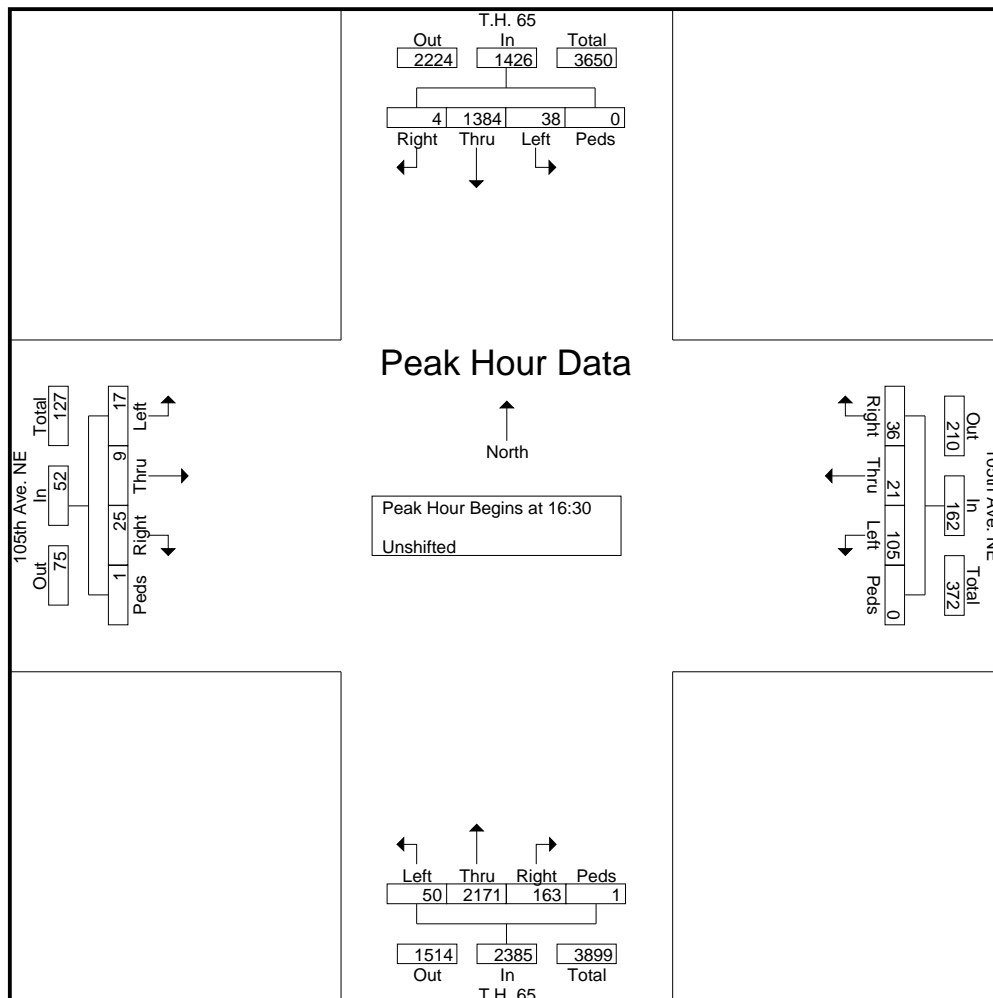 T.H. 65
Out In Total
2224 1426 3650
4 1384 38 0
Right Thru Left Peds
Peak Hour Data
North
Peak Hour Begins at 16:30
Unshifted
105th Ave. NE
Out In Total
75 52 127
Left Thru Right Peds
17 9 25 1
Right Thru Left Peds
36 21 105 0
Out In Total
210 162 372
105th Ave. NE
Left Thru Right Peds
50 2171 163 1
1514 2385 3899
Out In Total
T.H. 65